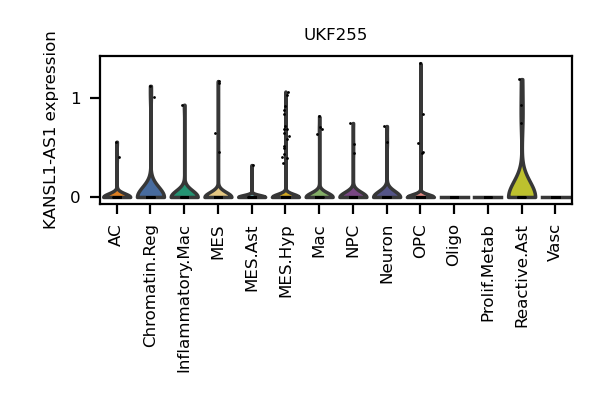 UKF255
KANSL1-AS1 expression
1
0
AC
Chromatin.Reg
Inflammatory.Mac
MES
MES.Ast
MES.Hyp
Mac
NPC
Neuron
OPC
Oligo
Prolif.Metab
Reactive.Ast
Vasc